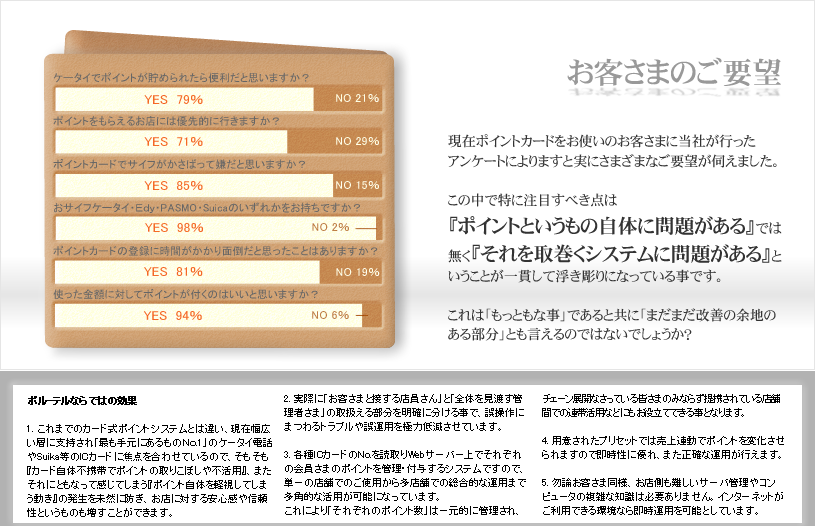 ケータイでポイントが貯められたら便利だと思いますか？
YES 79% NO 21%
ポイントをもらえるお店には優先的に行きますか？
YES 71% NO 29%
ポイントカードでサイフがかさばって嫌だと思いますか？
YES 85% NO 15%
おサイフケータイ・Edy・PASMO・Suicaのいずれかをお持ちですか？
YES 98% NO 2%
ポイントカードの登録に時間がかかり面倒だと思ったことはありますか？
YES 81% NO 19%
使った金額に対してポイントが付くのはいいと思いますか？
YES 94% NO 6%
お客さまのご要望
現在ポイントカードをお使いのお客さまに当社が行った
アンケートによりますと実にさまざまなご要望が伺えました。
この中で特に注目すべき点は
『ポイントというもの自体に問題がある』では
無く『それを取巻くシステムに問題がある』と
いうことが一貫して浮き彫りになっている事です。
これは「もっともな事」であると共に「まだまだ改善の余地の
ある部分」とも言えるのではないでしょうか？
ポルーテルならではの効果
1. これまでのカード式ポイントシステムとは違い、現在幅広
い層に支持され「最も手元にあるものNo.1」のケータイ電話
やSuika等のICカードに焦点を合わせているので、そもそも
『カード自体不携帯でポイントの取りこぼしや不活用』、また
それにともなって感じてしまう『ポイント自体を軽視してしま
う動き』の発生を未然に防ぎ、お店に対する安心感や信頼
性というものも増すことができます。
2. 実際に「お客さまと接する店員さん」と「全体を見渡す管
理者さま」の取扱える部分を明確に分ける事で、誤操作に
まつわるトラブルや誤運用を極力低減させています。
3. 各種ICカードのNo.を読取りWebサーバー上でそれぞれ
の会員さまのポイントを管理・付与するシステムですので、
単一の店舗でのご使用から多店舗での総合的な運用まで
多角的な活用が可能になっています。
これにより「それぞれのポイント数」は一元的に管理され、
チェーン展開なさっている皆さまのみならず提携されている店舗
間での連帯活用などにもお役立てできる事となります。
4. 用意されたプリセットでは売上連動でポイントを変化させ
られますので即時性に優れ、また正確な運用が行えます。
5. 勿論お客さま同様、お店側も難しいサーバ管理やコン
ピュータの複雑な知識は必要ありません。インターネットが
ご利用できる環境なら即時運用を可能としています。